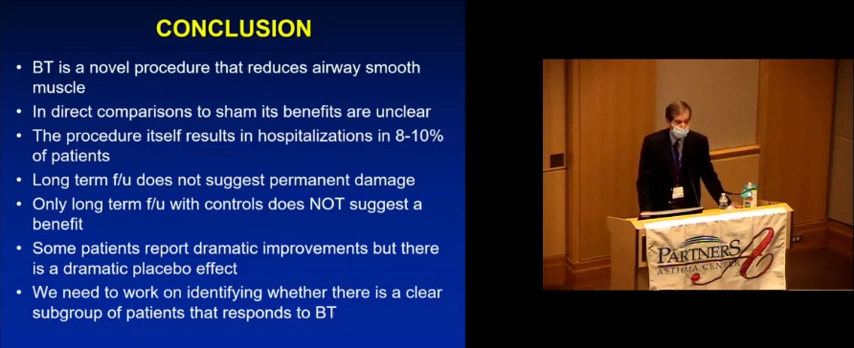 CONCLUSION
• BT is a novel procedure that reduces airway smooth
muscle
• In direct comparisons to sham its benefits are unclear
• The procedure itself results in hospitalizations in 8-10%
of patients
• Long term f/u does not suggest permanent damage
• Only long term f/u with controls does NOT suggest a
benefit
• Some patients report dramatic improvements but there
is a dramatic placebo effect
• We need to work on identifying whether there is a clear
subgroup of patients that responds to BT
PARTNERS
ASTHMA CENTER